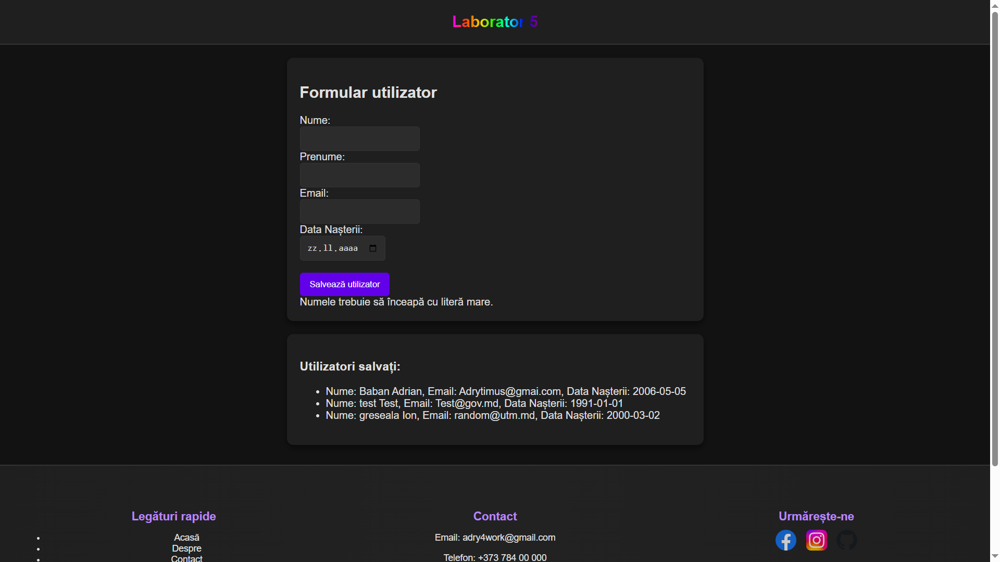 Laborator 5
Formular utilizator
Nume:
Prenume:
Email:
Data Nașterii:
zz.ll.aaaa
Salvează utilizator
Numele trebuie să înceapă cu literă mare.
Utilizatori salvați:
Nume: Baban Adrian, Email: Adrytimus@gmai.com, Data Nașterii: 2006-05-05
Nume: test Test, Email: Test@gov.md, Data Nașterii: 1991-01-01
Nume: greseala Ion, Email: random@utm.md, Data Nașterii: 2000-03-02
Legături rapide
Acasă
Despre
Contact
Contact
Email: adry4work@gmail.com
Telefon: +373 784 00 000
Urmărește-ne